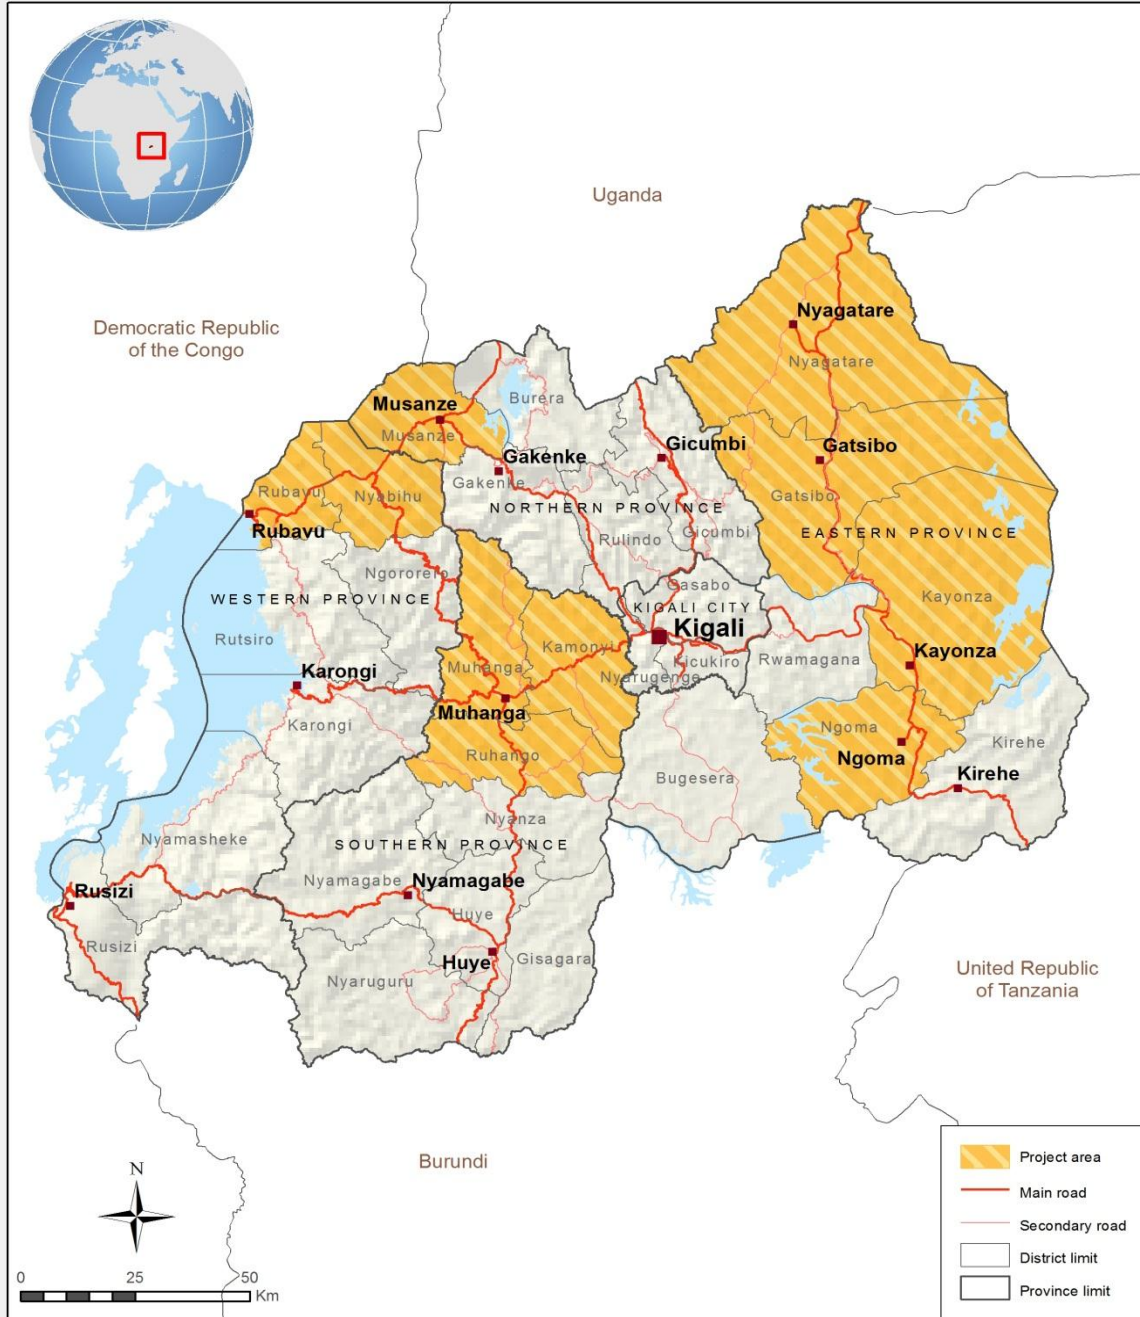 Uganda
Democratic Republic
of the Congo
Nyagatare
Nyagatare
Burera
Musanze
Musanze
Gicumbi
Gakenke
Gakenke
Gatsibo
Gatsibo
Rubavu
Nyabihu
Rubavu
NORTHERN PROVINCE
Rulindo
Gicumbi
EASTERN PROVINCE
Ngororero
WESTERN PROVINCE
Gasabo
KIGALI CITY
Kigali
Kayonza
Kayonza
Rutsiro
Kamonyi
Muhanga
Kicukiro
Nyarugenge
Rwamagana
Karongi
Karongi
Muhanga
Ruhango
Ngoma
Ngoma
Kirehe
Kirehe
Bugesera
Nyamasheke
Nyanza
SOUTHERN PROVINCE
Nyamagabe
Nyamagabe
Rusizi
Rusizi
Huye
Huye
Gisagara
Nyaruguru
United Republic
of Tanzania
Burundi
N
0 25 50
Km
Project area
Main road
Secondary road
District limit
Province limit